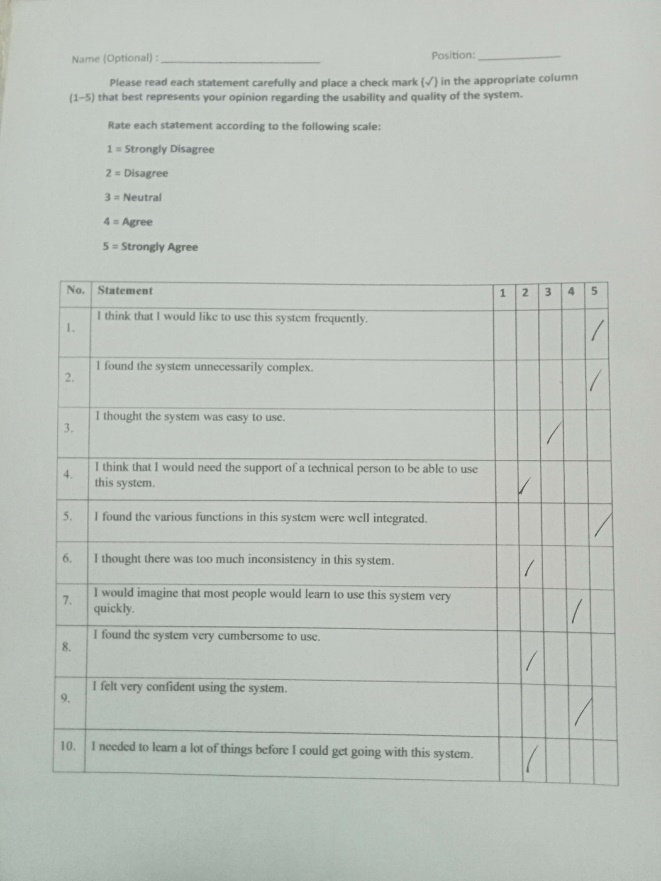 Name (Optional) : ____________________ Position: ____________
Please read each statement carefully and place a check mark (√) in the appropriate column
(1–5) that best represents your opinion regarding the usability and quality of the system.
Rate each statement according to the following scale:
1 = Strongly Disagree
2 = Disagree
3 = Neutral
4 = Agree
5 = Strongly Agree
No. Statement 1 2 3 4 5
1. I think that I would like to use this system frequently. /
2. I found the system unnecessarily complex. /
3. I thought the system was easy to use. /
4. I think that I would need the support of a technical person to be able to use
this system. ✓
5. I found the various functions in this system were well integrated. /
6. I thought there was too much inconsistency in this system. /
7. I would imagine that most people would learn to use this system very
quickly. /
8. I found the system very cumbersome to use. /
9. I felt very confident using the system. /
10. I needed to learn a lot of things before I could get going with this system. /